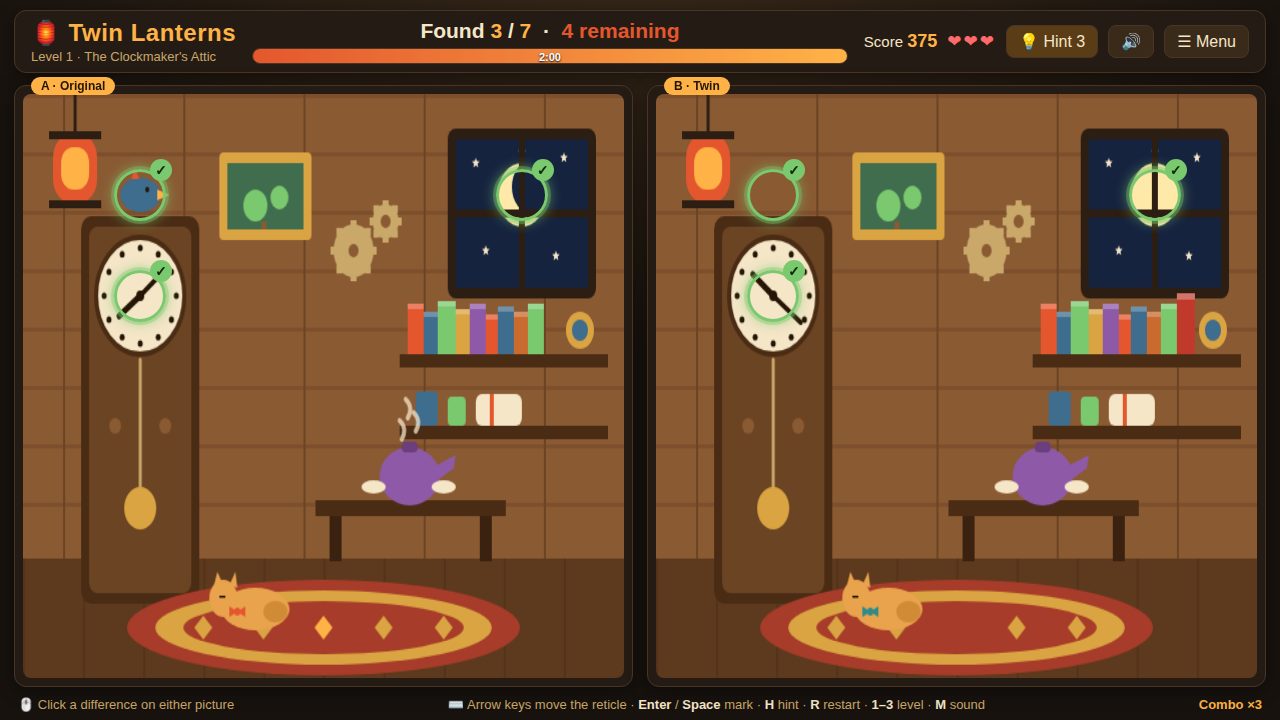 🏮 Twin Lanterns
Level 1 · The Clockmaker's Attic
Found 3 / 7 · 4 remaining
2:00
Score 375 ❤❤❤
💡 Hint 3
🔊
☰ Menu
A · Original
B · Twin
🖱️ Click a difference on either picture
⌨️ Arrow keys move the reticle · Enter / Space mark · H hint · R restart · 1–3 level · M sound
Combo ×3